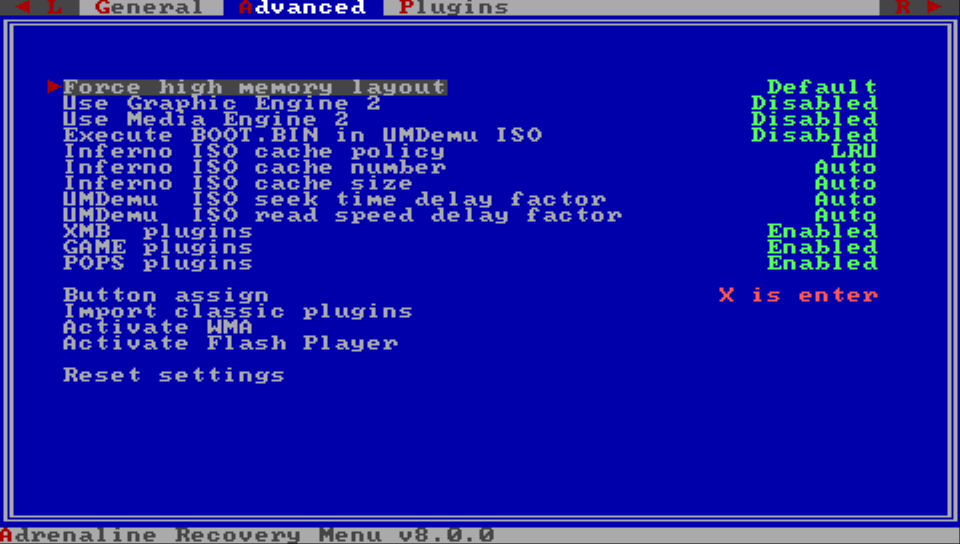 ◄ L General Advanced Plugins R ►
►Force high memory layout Default
Use Graphic Engine 2 Disabled
Use Media Engine 2 Disabled
Execute BOOT.BIN in UMDemu ISO Disabled
Inferno ISO cache policy LRU
Inferno ISO cache number Auto
Inferno ISO cache size Auto
UMDemu ISO seek time delay factor Auto
UMDemu ISO read speed delay factor Auto
XMB plugins Enabled
GAME plugins Enabled
POPS plugins Enabled
Button assign X is enter
Import classic plugins
Activate WMA
Activate Flash Player
Reset settings
Adrenaline Recovery Menu v8.0.0